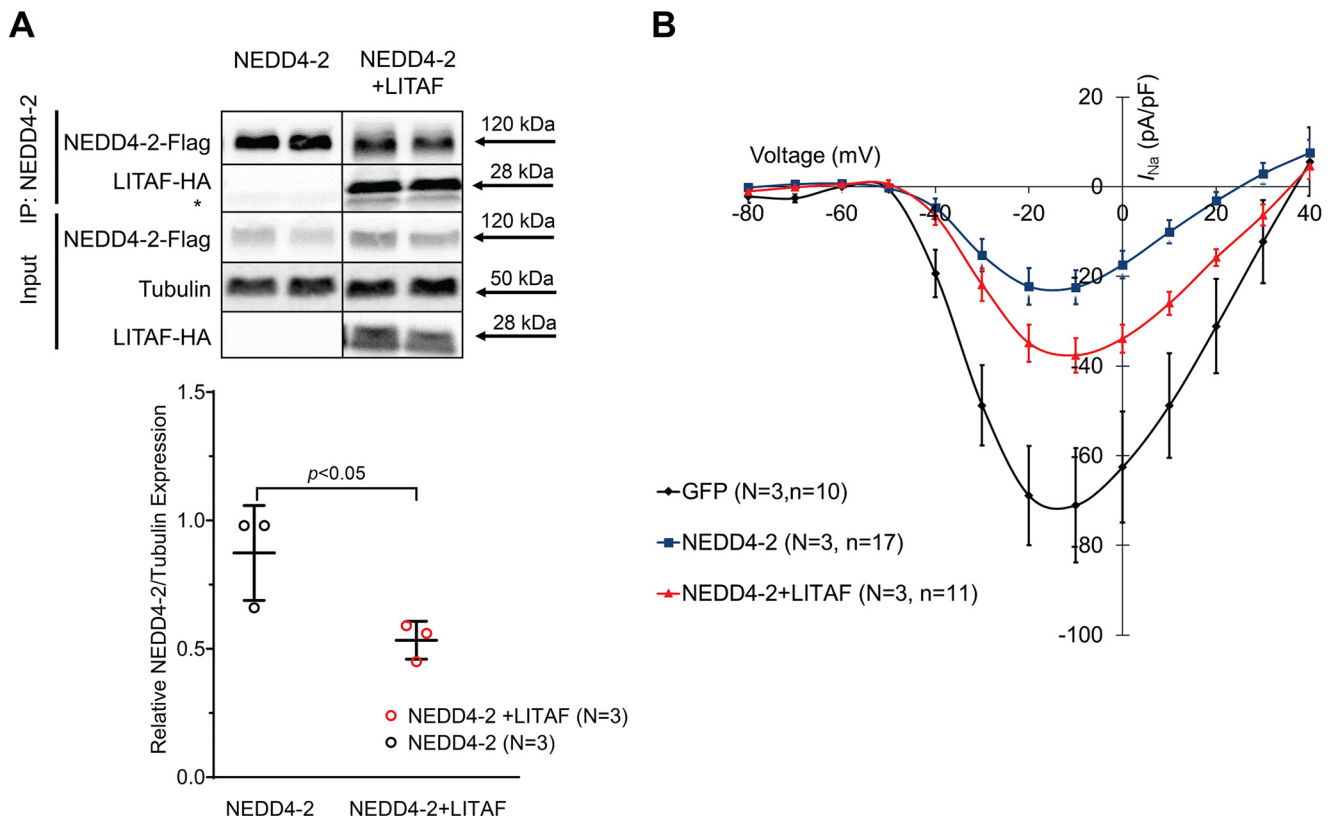 A
NEDD4-2
NEDD4-2
+LITAF
IP: NEDD4-2
NEDD4-2-Flag
120 kDa
LITAF-HA
28 kDa
*
Input
NEDD4-2-Flag
120 kDa
Tubulin
50 kDa
LITAF-HA
28 kDa
Relative NEDD4-2/Tubulin Expression
1.5
1.0
0.5
0.0
p<0.05
NEDD4-2 +LITAF (N=3)
NEDD4-2 (N=3)
NEDD4-2
NEDD4-2+LITAF
B
Voltage (mV)
INa (pA/pF)
20
0
-20
-40
-60
-80
-100
-80
-60
-40
-20
0
20
40
GFP (N=3,n=10)
NEDD4-2 (N=3, n=17)
NEDD4-2+LITAF (N=3, n=11)